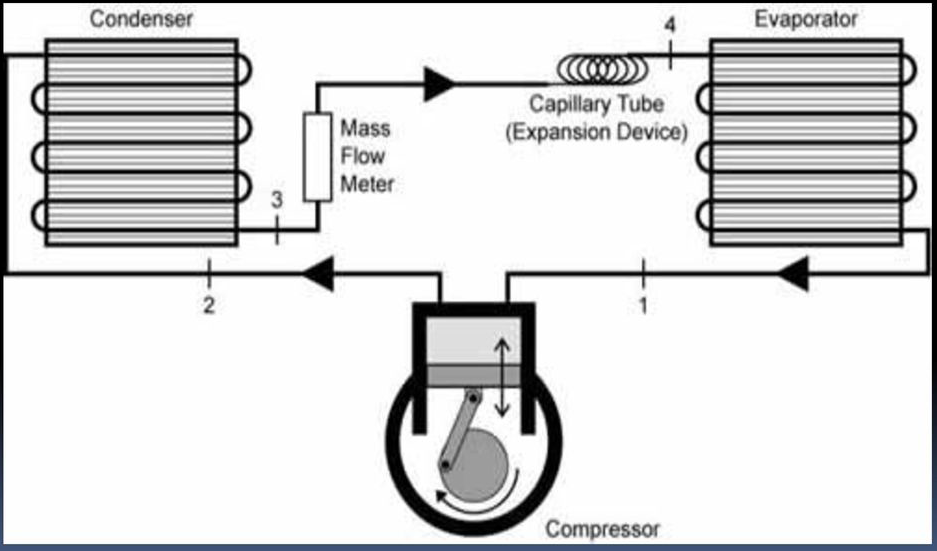 Condenser
4
Evaporator
Capillary Tube
(Expansion Device)
Mass
Flow
Meter
3
2
1
Compressor